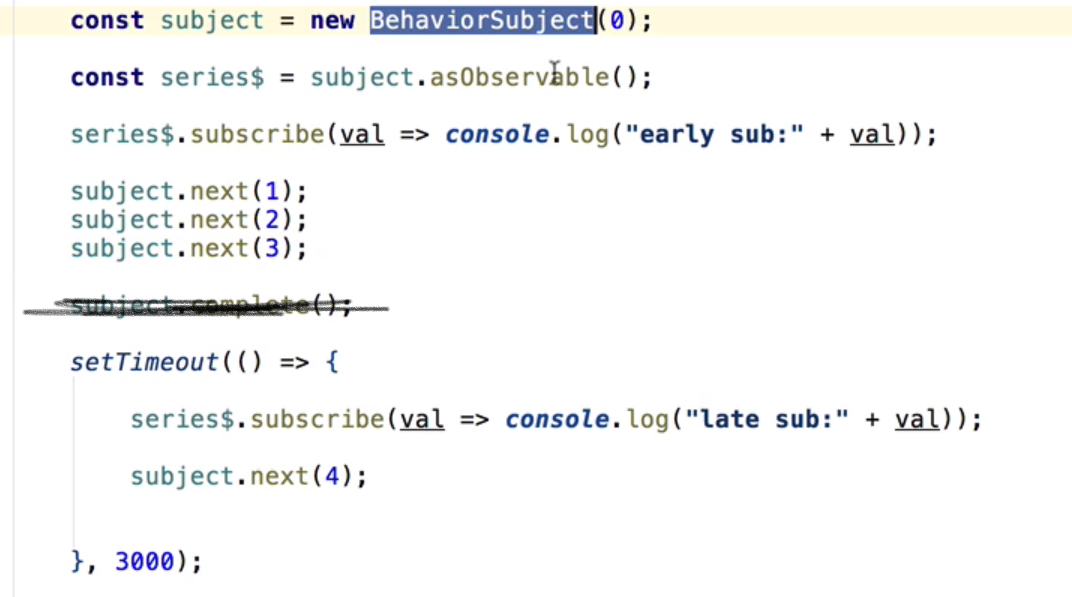 const subject = new BehaviorSubject(0);
const series$ = subject.asObservable();
series$.subscribe(val => console.log("early sub:" + val));
subject.next(1);
subject.next(2);
subject.next(3);
subject.complete();
setTimeout(() => {
series$.subscribe(val => console.log("late sub:" + val));
subject.next(4);
}, 3000);